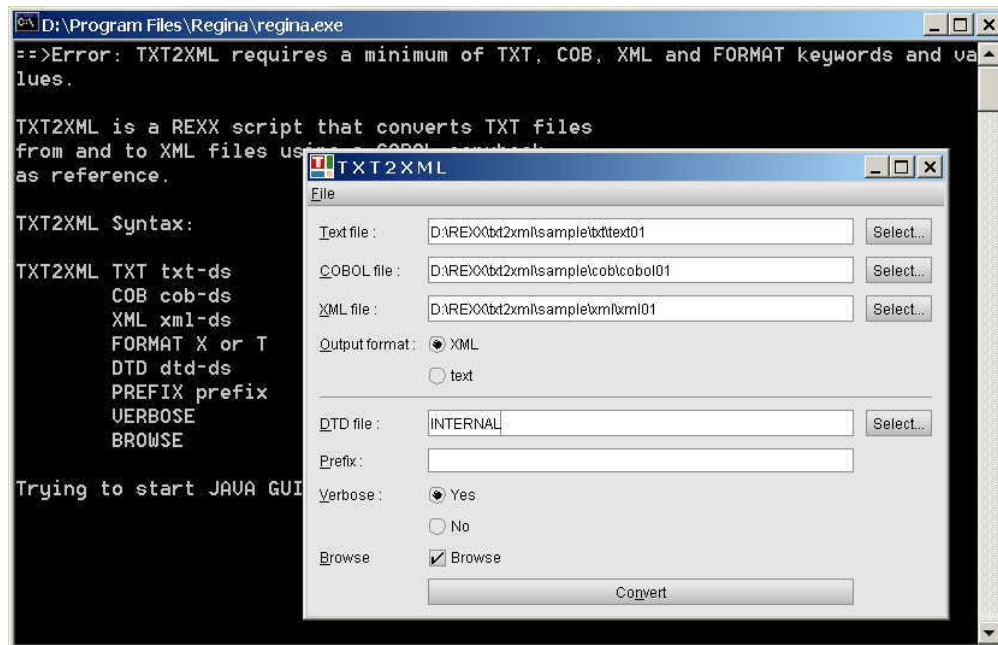 D:\Program Files\Regina\regina.exe
==>Error: TXT2XML requires a minimum of TXT, COB, XML and FORMAT keywords and va
lues.
TXT2XML is a REXX script that converts TXT files
from and to XML files using a COBOL copybook
as reference.
TXT2XML Syntax:
TXT2XML TXT txt-ds
COB cob-ds
XML xml-ds
FORMAT X or T
DTD dtd-ds
PREFIX prefix
VERBOSE
BROWSE
Trying to start JAVA GUI
TXT2XML
File
Text file : D:\REXX\txt2xml\sample\txt\text01 Select...
COBOL file : D:\REXX\txt2xml\sample\cob\cobol01 Select...
XML file : D:\REXX\txt2xml\sample\xml\xml01 Select...
Output format : XML
text
DTD file : INTERNAL Select...
Prefix :
Verbose : Yes
No
Browse Browse
Convert